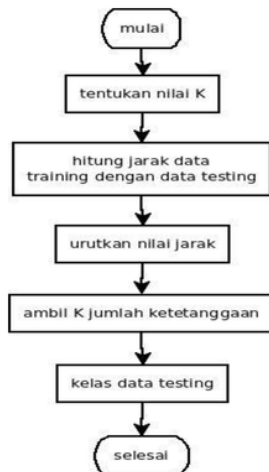 mulai
tentukan nilai K
hitung jarak data
training dengan data testing
urutkan nilai jarak
ambil K jumlah ketetanggaan
kelas data testing
selesai